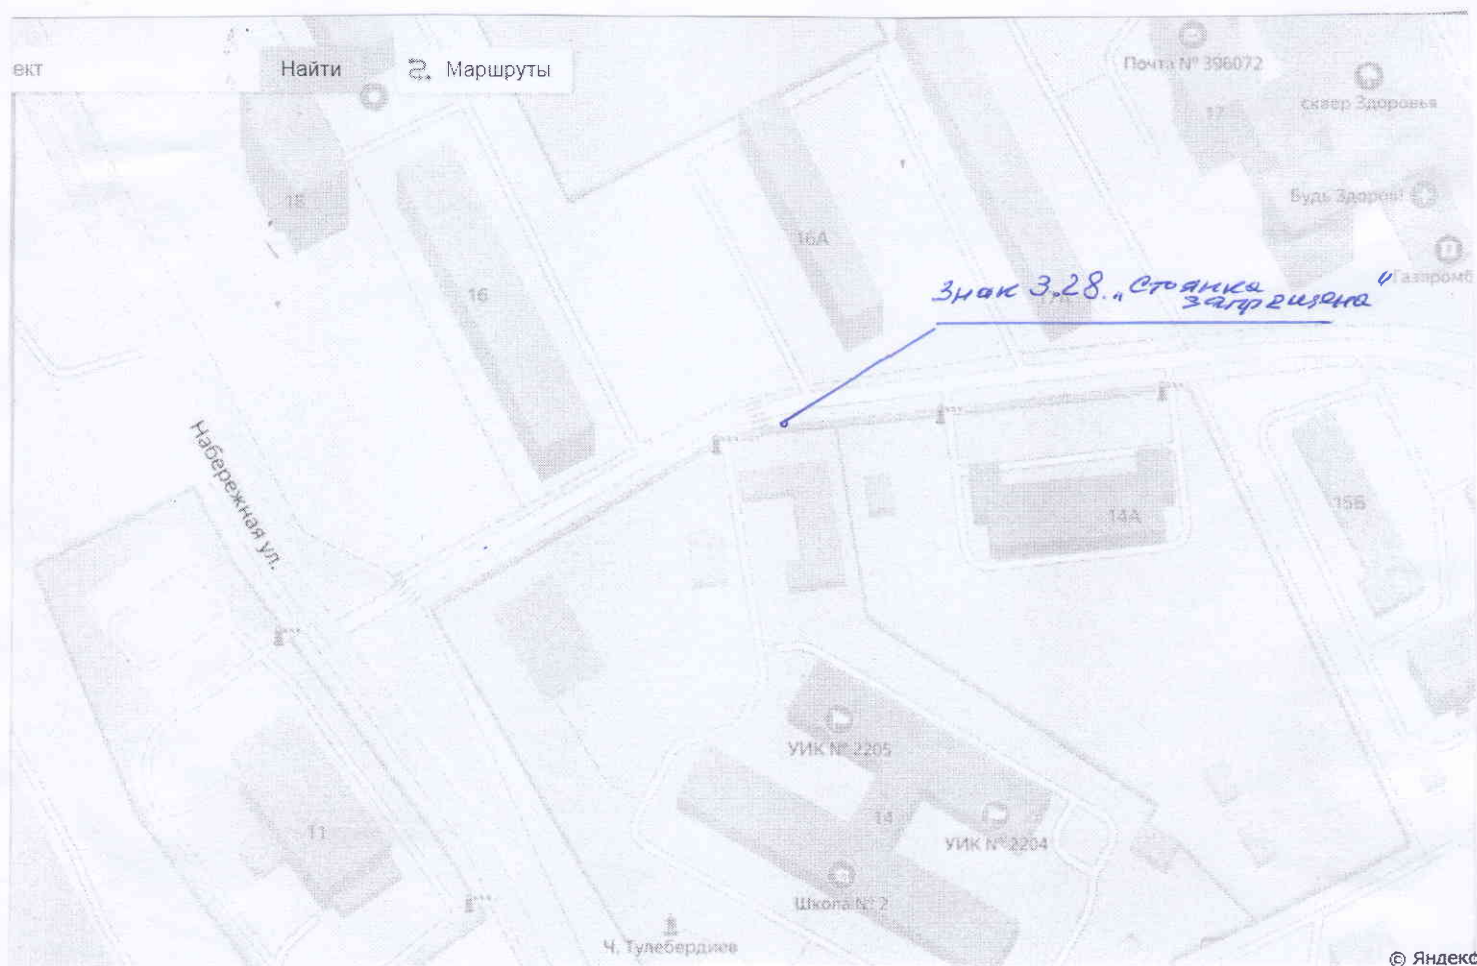 ект
Найти
Маршруты
Почта № 396072
17
сквер Здоровья
Будь Здоров!
Газпромб
15
16
16А
Знак 3.28. „Стоянка
запрещена"
Набережная ул.
14А
15Б
УИК № 2205
14
УИК № 2204
11
Школа № 2
Ч. Тулебердиев
© Яндекс